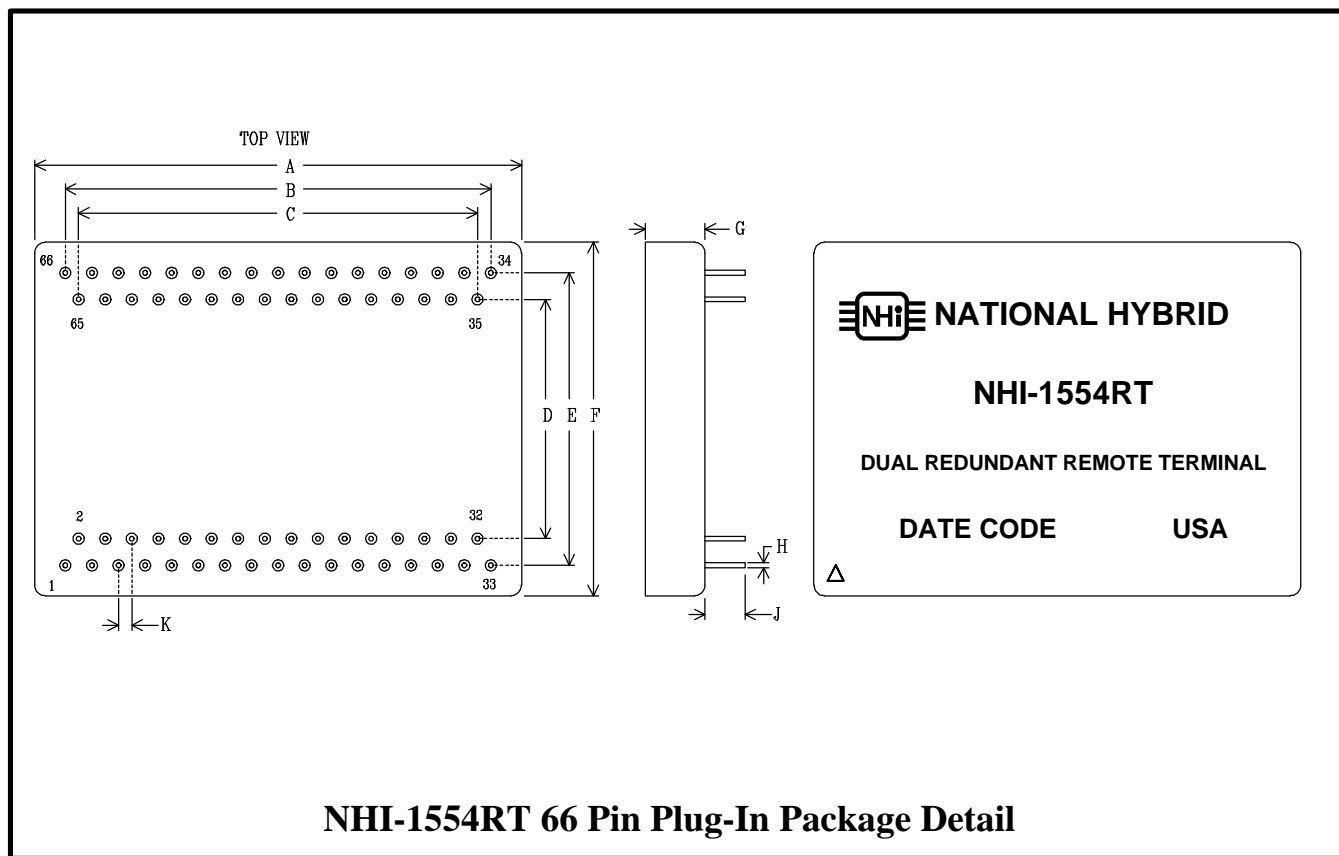 TOP VIEW
A
B
C
66
34
65
35
D
E
F
2
32
1
33
K
G
H
J
NHi NATIONAL HYBRID
NHI-1554RT
DUAL REDUNDANT REMOTE TERMINAL
DATE CODE USA
NHI-1554RT 66 Pin Plug-In Package Detail